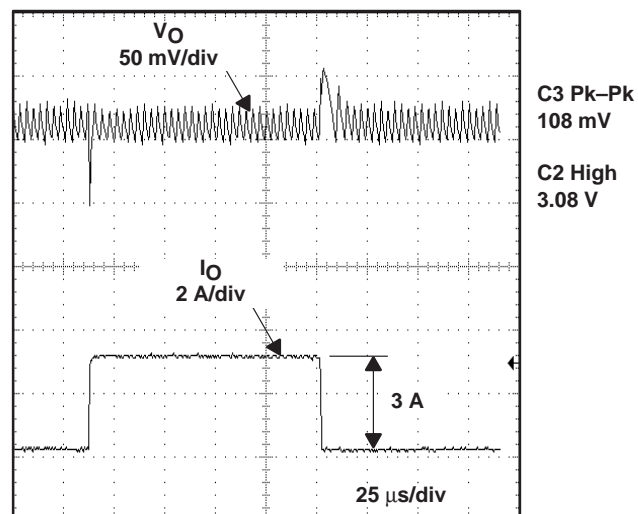 VO
50 mV/div
C3 Pk–Pk
108 mV
C2 High
3.08 V
IO
2 A/div
3 A
25 μs/div